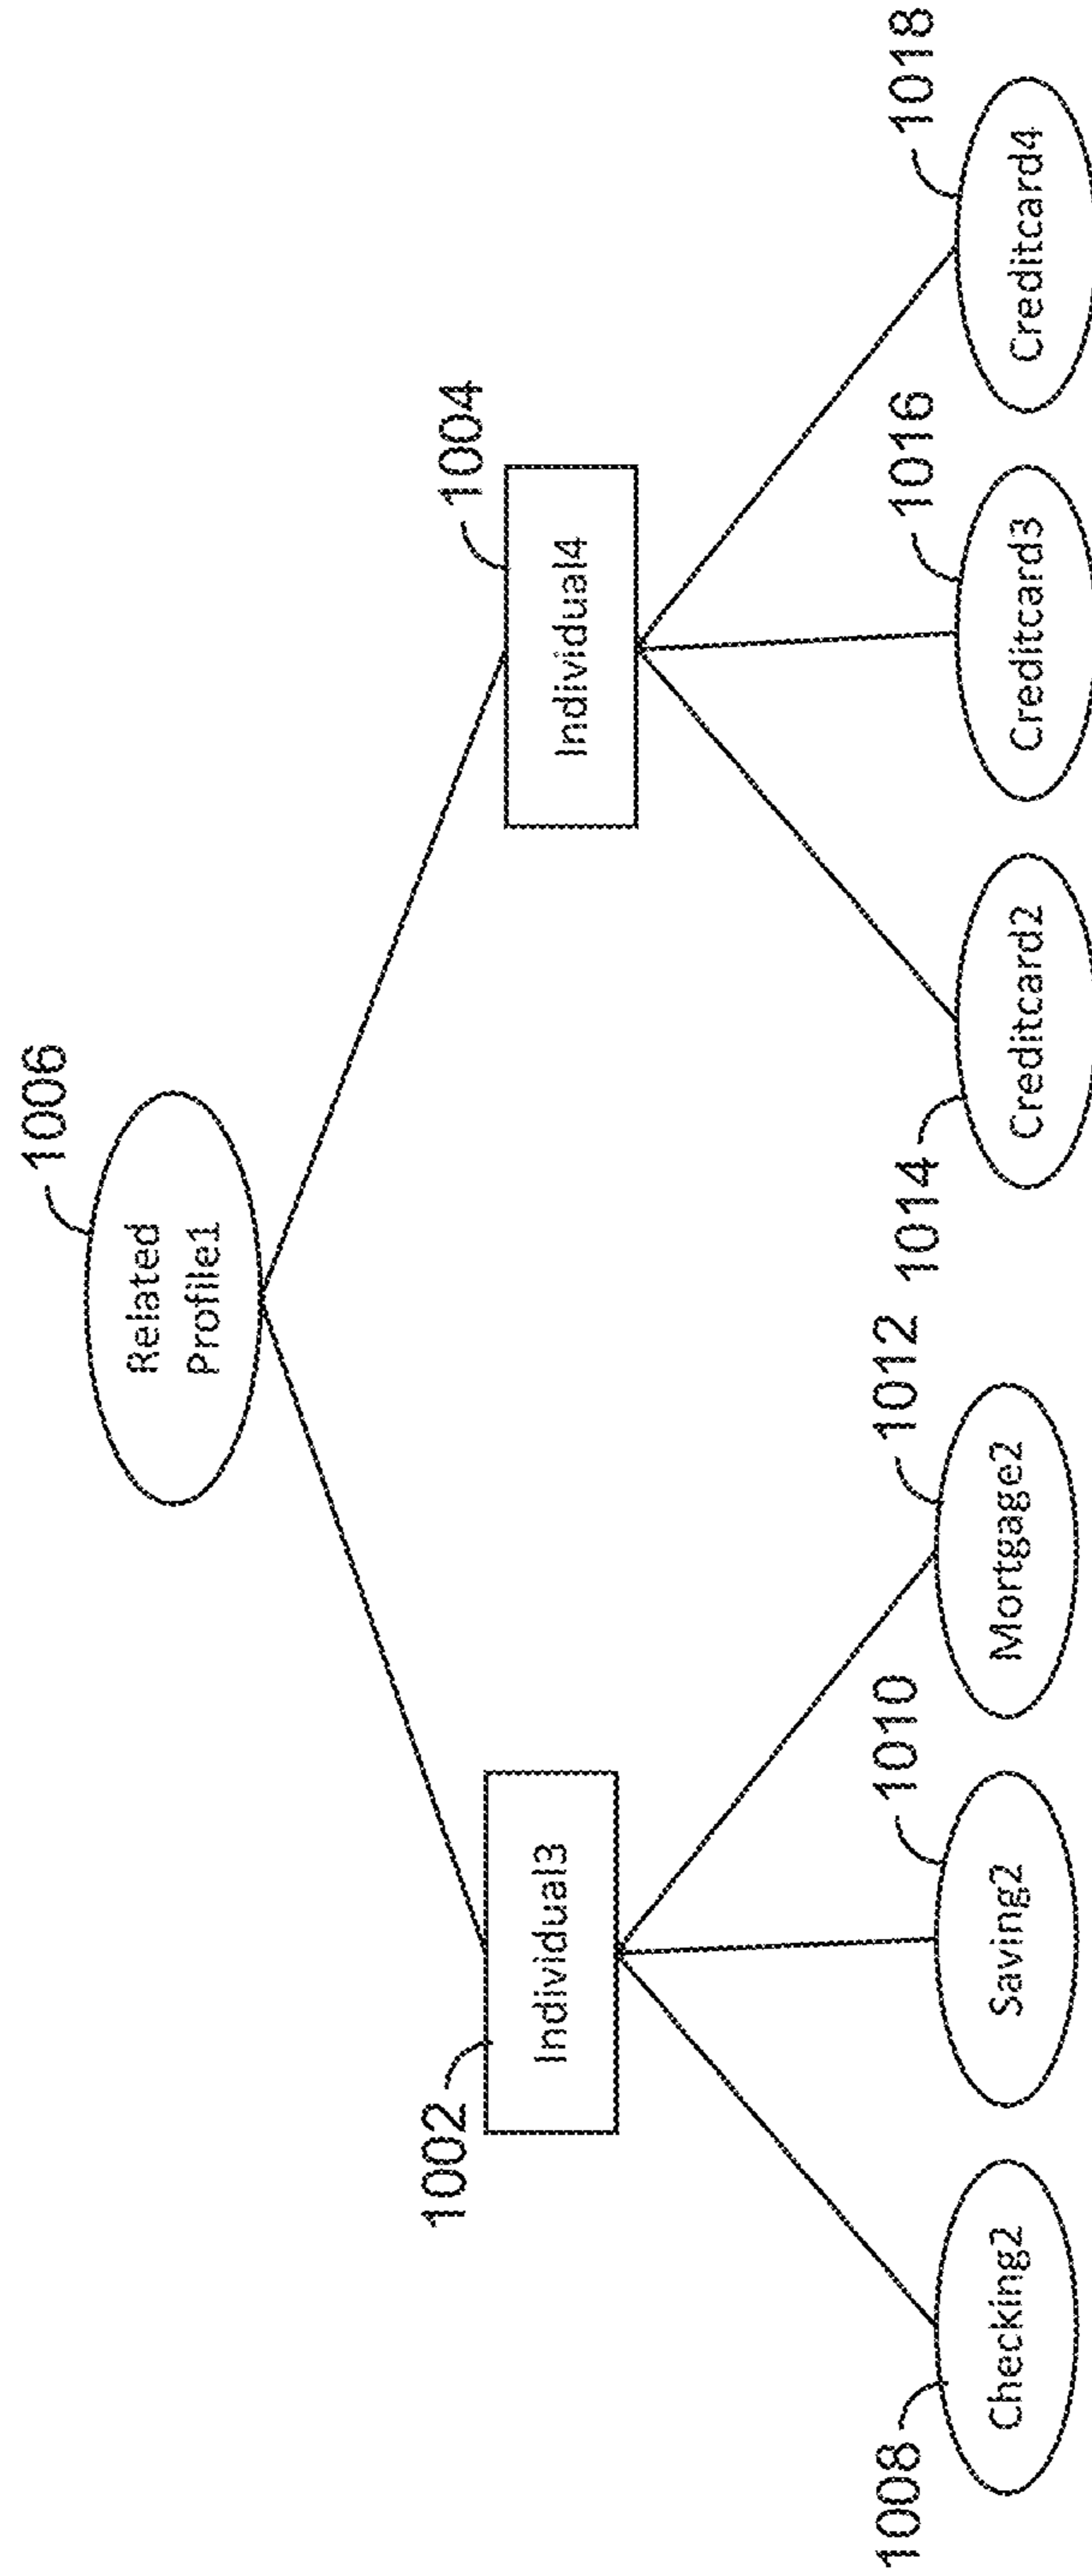 1006
Related
Profile1
1002
Individual3
1004
Individual4
1008
Checking2
1010
Saving2
1012
Mortgage2
1014
Creditcard2
1016
Creditcard3
1018
Creditcard4